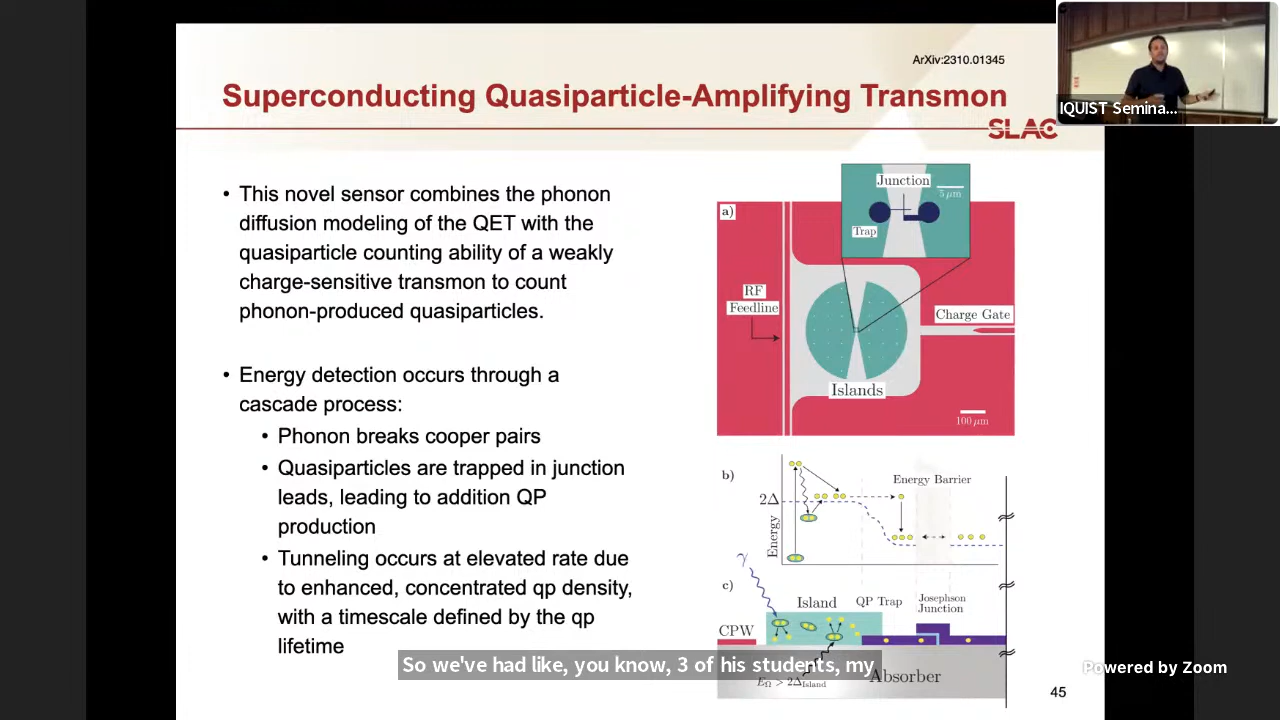 ArXiv:2310.01345
Superconducting Quasiparticle-Amplifying Transmon
SLAC
IQUIST Semina...
• This novel sensor combines the phonon
diffusion modeling of the QET with the
quasiparticle counting ability of a weakly
charge-sensitive transmon to count
phonon-produced quasiparticles.
• Energy detection occurs through a
cascade process:
• Phonon breaks cooper pairs
• Quasiparticles are trapped in junction
leads, leading to addition QP
production
• Tunneling occurs at elevated rate due
to enhanced, concentrated qp density,
with a timescale defined by the qp
lifetime
a)
Junction
5 μm
Trap
RF
Feedline
Charge Gate
Islands
100 μm
b)
Energy Barrier
2Δ
Energy
c)
γ
Island
QP Trap
Josephson
Junction
CPW
EΩ > 2ΔIsland
Absorber
So we've had like, you know, 3 of his students, my
Powered by Zoom
45